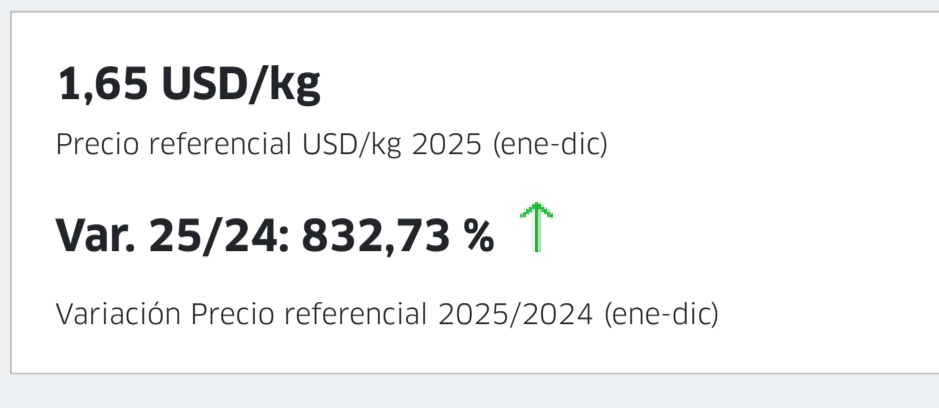 1,65 USD/kg
Precio referencial USD/kg 2025 (ene-dic)
Var. 25/24: 832,73 %
Variación Precio referencial 2025/2024 (ene-dic)